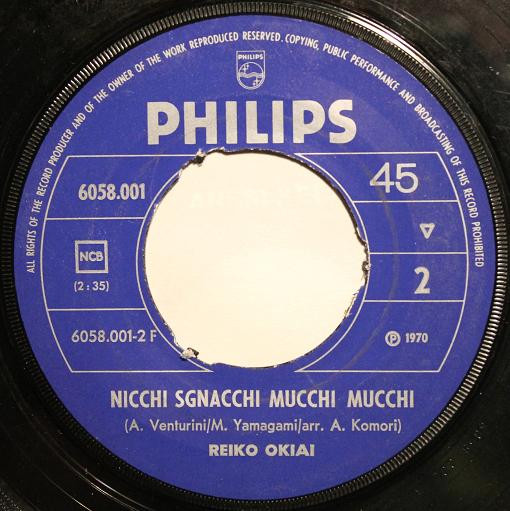 ALL RIGHTS OF THE RECORD PRODUCER AND OF THE OWNER OF THE WORK REPRODUCED RESERVED. COPYING, PUBLIC PERFORMANCE AND BROADCASTING OF THIS RECORD PROHIBITED
PHILIPS
PHILIPS
6058.001
45
NCB
(2:35)
2
6058.001-2 F
Ⓟ 1970
NICCHI SGNACCHI MUCCHI MUCCHI
(A. Venturini/M. Yamagami/arr. A. Komori)
REIKO OKIAI